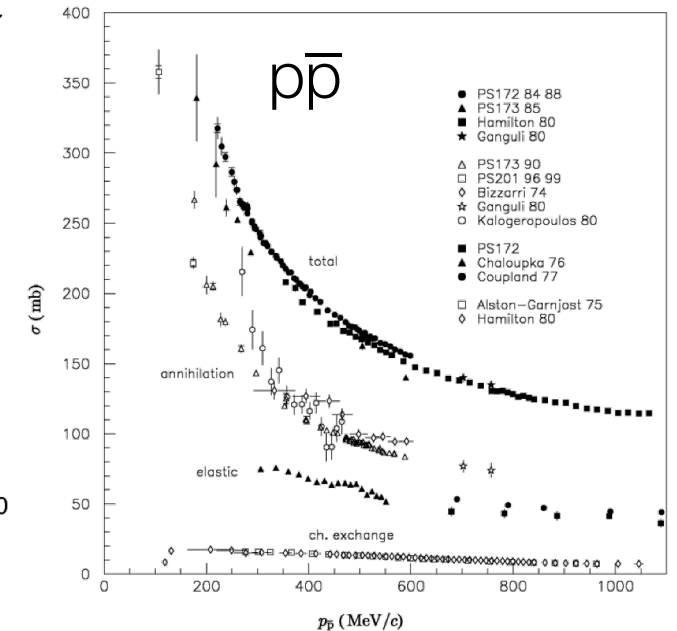 pp̅
400
350
300
250
200
150
100
50
0
σ (mb)
0 200 400 600 800 1000
p_p̅ (MeV/c)
PS172 84 88
PS173 85
Hamilton 80
Ganguli 80
PS173 90
PS201 96 99
Bizzarri 74
Ganguli 80
Kalogeropoulos 80
PS172
Chaloupka 76
Coupland 77
Alston-Garnjost 75
Hamilton 80
total
annihilation
elastic
ch. exchange
0